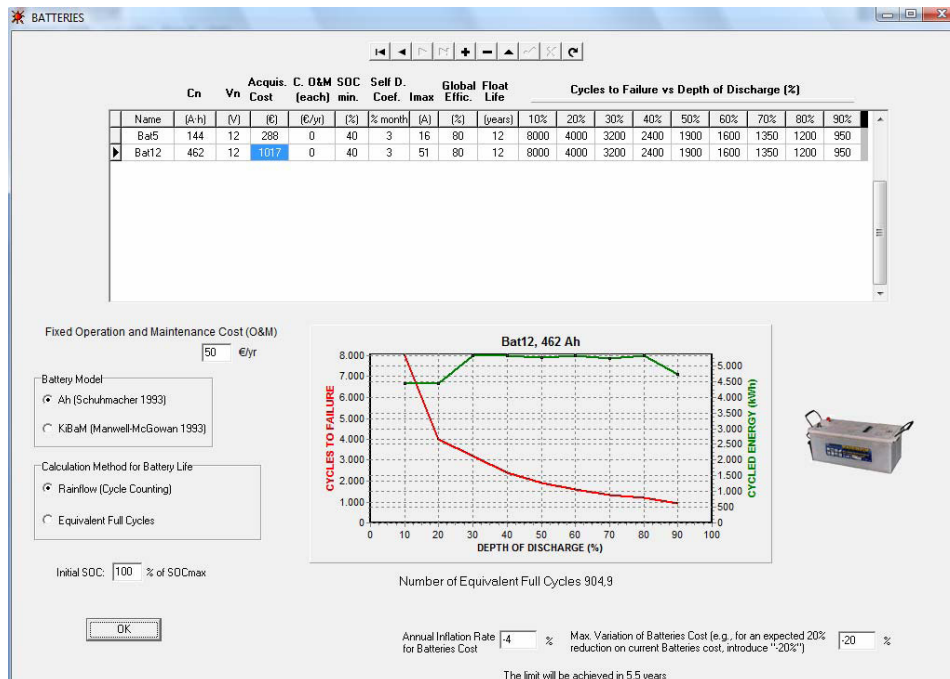 BATTERIES
Cn Vn Acquis. Cost C. O&M (each) SOC min. Self D. Coef. Imax Global Effic. Float Life Cycles to Failure vs Depth of Discharge (%)
Name (A·h) (V) (€) (€/yr) (%) % month (A) (%) (years) 10% 20% 30% 40% 50% 60% 70% 80% 90%
Bat5 144 12 288 0 40 3 16 80 12 8000 4000 3200 2400 1900 1600 1350 1200 950
Bat12 462 12 1017 0 40 3 51 80 12 8000 4000 3200 2400 1900 1600 1350 1200 950
Fixed Operation and Maintenance Cost (O&M)
50 €/yr
Battery Model
Ah (Schuhmacher 1993)
KiBaM (Manwell-McGowan 1993)
Calculation Method for Battery Life
Rainflow (Cycle Counting)
Equivalent Full Cycles
Initial SOC: 100 % of SOCmax
OK
Bat12, 462 Ah
CYCLES TO FAILURE
8.000
7.000
6.000
5.000
4.000
3.000
2.000
1.000
0
0 10 20 30 40 50 60 70 80 90 100
DEPTH OF DISCHARGE (%)
5.000
4.500
4.000
3.500
3.000
2.500
2.000
1.500
1.000
500
0
CYCLED ENERGY (kWh)
Number of Equivalent Full Cycles 904,9
Annual Inflation Rate
for Batteries Cost
-4 %
Max. Variation of Batteries Cost (e.g., for an expected 20%
reduction on current Batteries cost, introduce "-20%")
-20 %
The limit will be achieved in 5.5 years